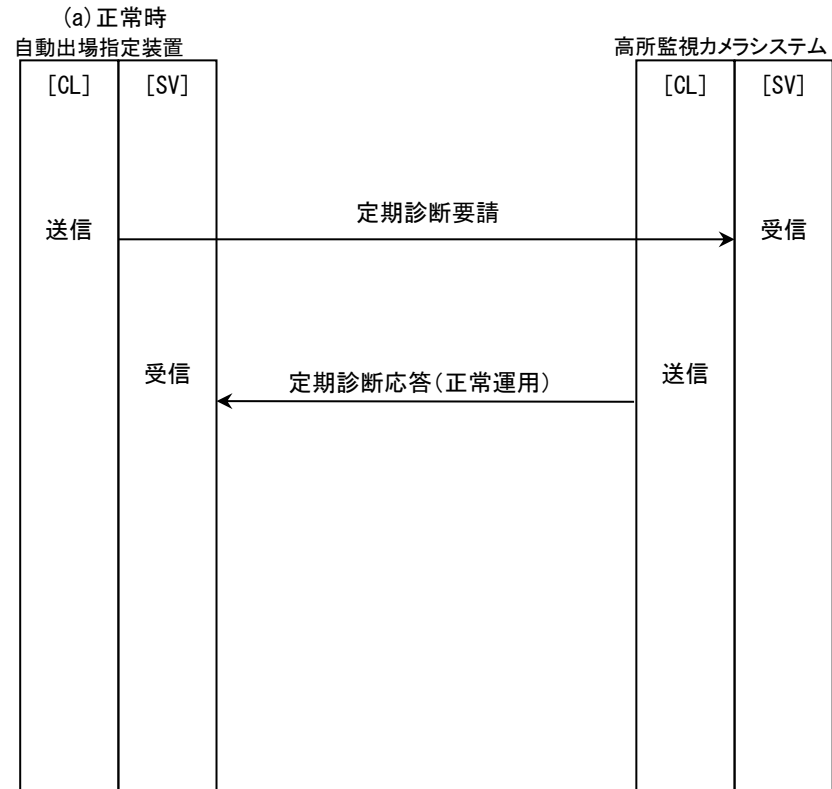 (a)正常時
自動出場指定装置
高所監視カメラシステム
[CL] [SV] [CL] [SV]
送信
定期診断要請
受信
受信
定期診断応答(正常運用)
送信